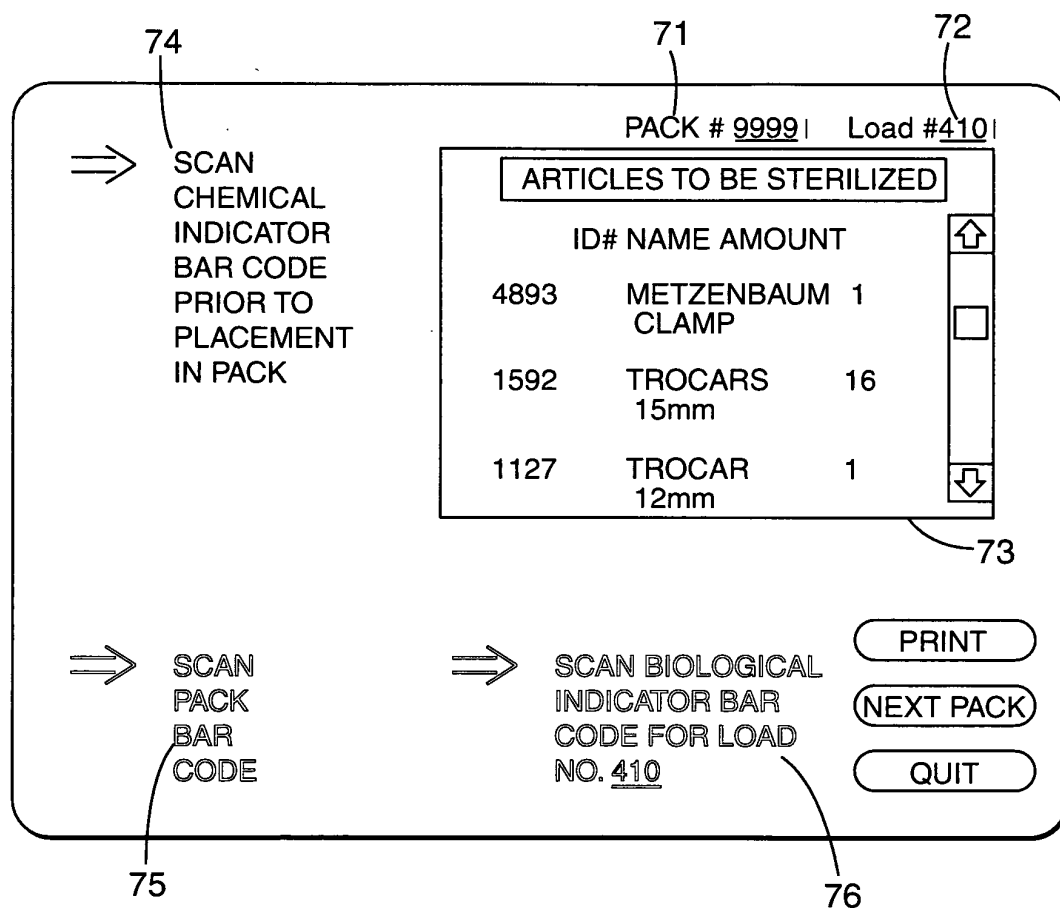 74
71
72
PACK # 9999 Load #410
SCAN
CHEMICAL
INDICATOR
BAR CODE
PRIOR TO
PLACEMENT
IN PACK
ARTICLES TO BE STERILIZED
ID# NAME AMOUNT
4893 METZENBAUM 1
CLAMP
1592 TROCARS 16
15mm
1127 TROCAR 1
12mm
73
SCAN
PACK
BAR
CODE
SCAN BIOLOGICAL
INDICATOR BAR
CODE FOR LOAD
NO. 410
PRINT
NEXT PACK
QUIT
75
76